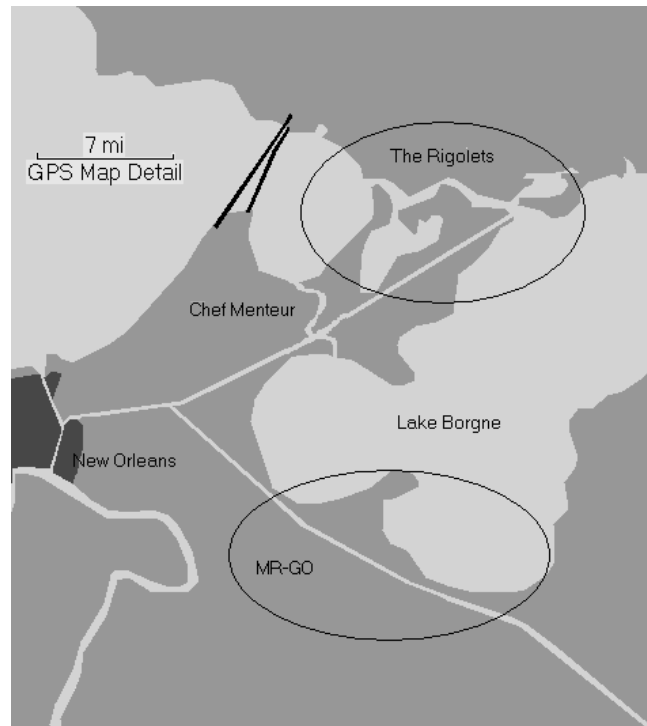 7 mi
GPS Map Detail
The Rigolets
Chef Menteur
Lake Borgne
New Orleans
MR-GO